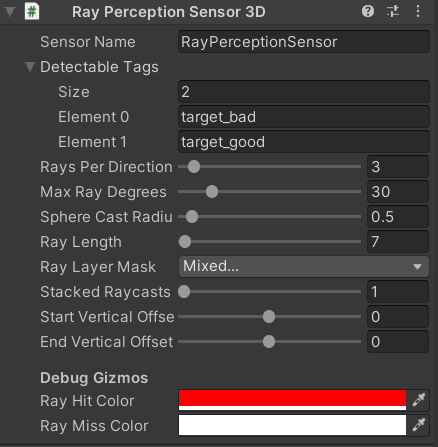 Ray Perception Sensor 3D
Sensor Name RayPerceptionSensor
Detectable Tags
Size 2
Element 0 target_bad
Element 1 target_good
Rays Per Direction 3
Max Ray Degrees 30
Sphere Cast Radiu 0.5
Ray Length 7
Ray Layer Mask Mixed...
Stacked Raycasts 1
Start Vertical Offse 0
End Vertical Offset 0
Debug Gizmos
Ray Hit Color
Ray Miss Color